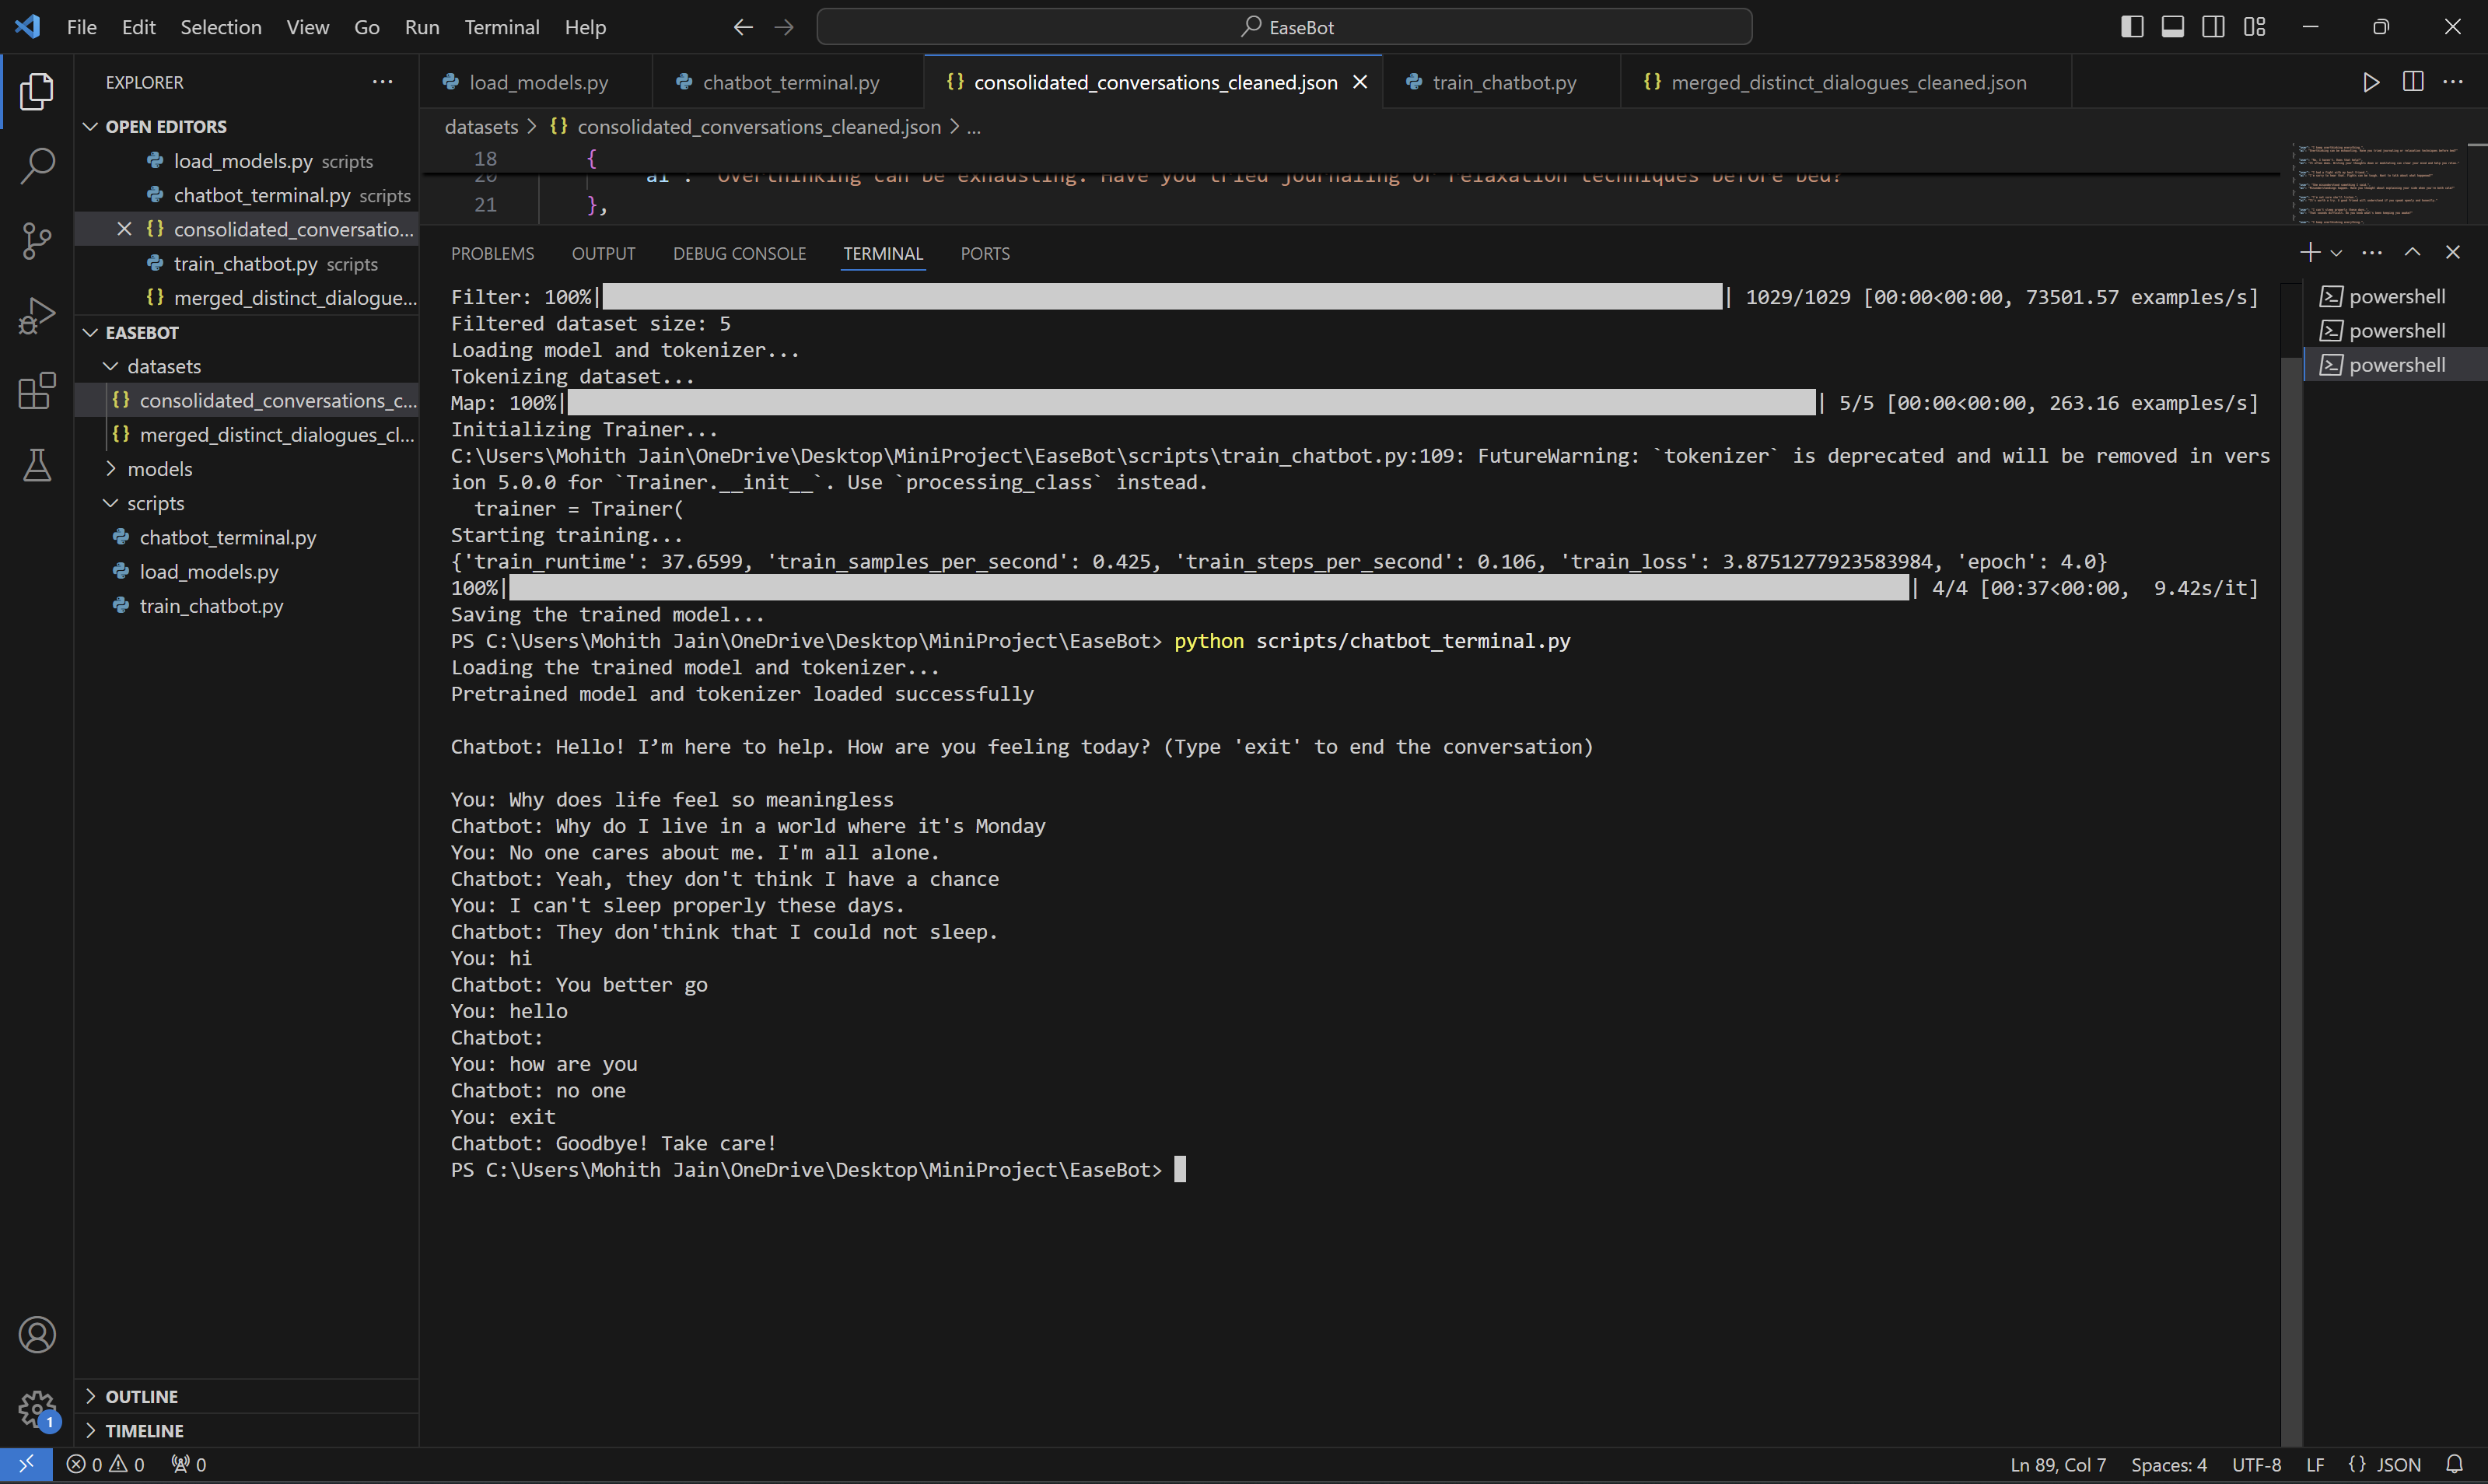 File Edit Selection View Go Run Terminal Help EaseBot
EXPLORER
OPEN EDITORS
load_models.py scripts
chatbot_terminal.py scripts
consolidated_conversatio...
train_chatbot.py scripts
merged_distinct_dialogue...
EASEBOT
datasets
consolidated_conversations_c...
merged_distinct_dialogues_cl...
models
scripts
chatbot_terminal.py
load_models.py
train_chatbot.py
OUTLINE
TIMELINE
load_models.py chatbot_terminal.py {} consolidated_conversations_cleaned.json train_chatbot.py {} merged_distinct_dialogues_cleaned.json
datasets > {} consolidated_conversations_cleaned.json > ...
18 {
20 ai : "Overthinking can be exhausting. Have you tried journaling or relaxation techniques before bed?"
21 },
PROBLEMS OUTPUT DEBUG CONSOLE TERMINAL PORTS
powershell
powershell
powershell
Filter: 100%| | 1029/1029 [00:00<00:00, 73501.57 examples/s]
Filtered dataset size: 5
Loading model and tokenizer...
Tokenizing dataset...
Map: 100%| | 5/5 [00:00<00:00, 263.16 examples/s]
Initializing Trainer...
C:\Users\Mohith Jain\OneDrive\Desktop\MiniProject\EaseBot\scripts\train_chatbot.py:109: FutureWarning: `tokenizer` is deprecated and will be removed in vers
ion 5.0.0 for `Trainer.__init__`. Use `processing_class` instead.
trainer = Trainer(
Starting training...
{'train_runtime': 37.6599, 'train_samples_per_second': 0.425, 'train_steps_per_second': 0.106, 'train_loss': 3.8751277923583984, 'epoch': 4.0}
100%| | 4/4 [00:37<00:00, 9.42s/it]
Saving the trained model...
PS C:\Users\Mohith Jain\OneDrive\Desktop\MiniProject\EaseBot> python scripts/chatbot_terminal.py
Loading the trained model and tokenizer...
Pretrained model and tokenizer loaded successfully
Chatbot: Hello! I’m here to help. How are you feeling today? (Type 'exit' to end the conversation)
You: Why does life feel so meaningless
Chatbot: Why do I live in a world where it's Monday
You: No one cares about me. I'm all alone.
Chatbot: Yeah, they don't think I have a chance
You: I can't sleep properly these days.
Chatbot: They don'think that I could not sleep.
You: hi
Chatbot: You better go
You: hello
Chatbot:
You: how are you
Chatbot: no one
You: exit
Chatbot: Goodbye! Take care!
PS C:\Users\Mohith Jain\OneDrive\Desktop\MiniProject\EaseBot>
1
0 0 0 Ln 89, Col 7 Spaces: 4 UTF-8 LF {} JSON